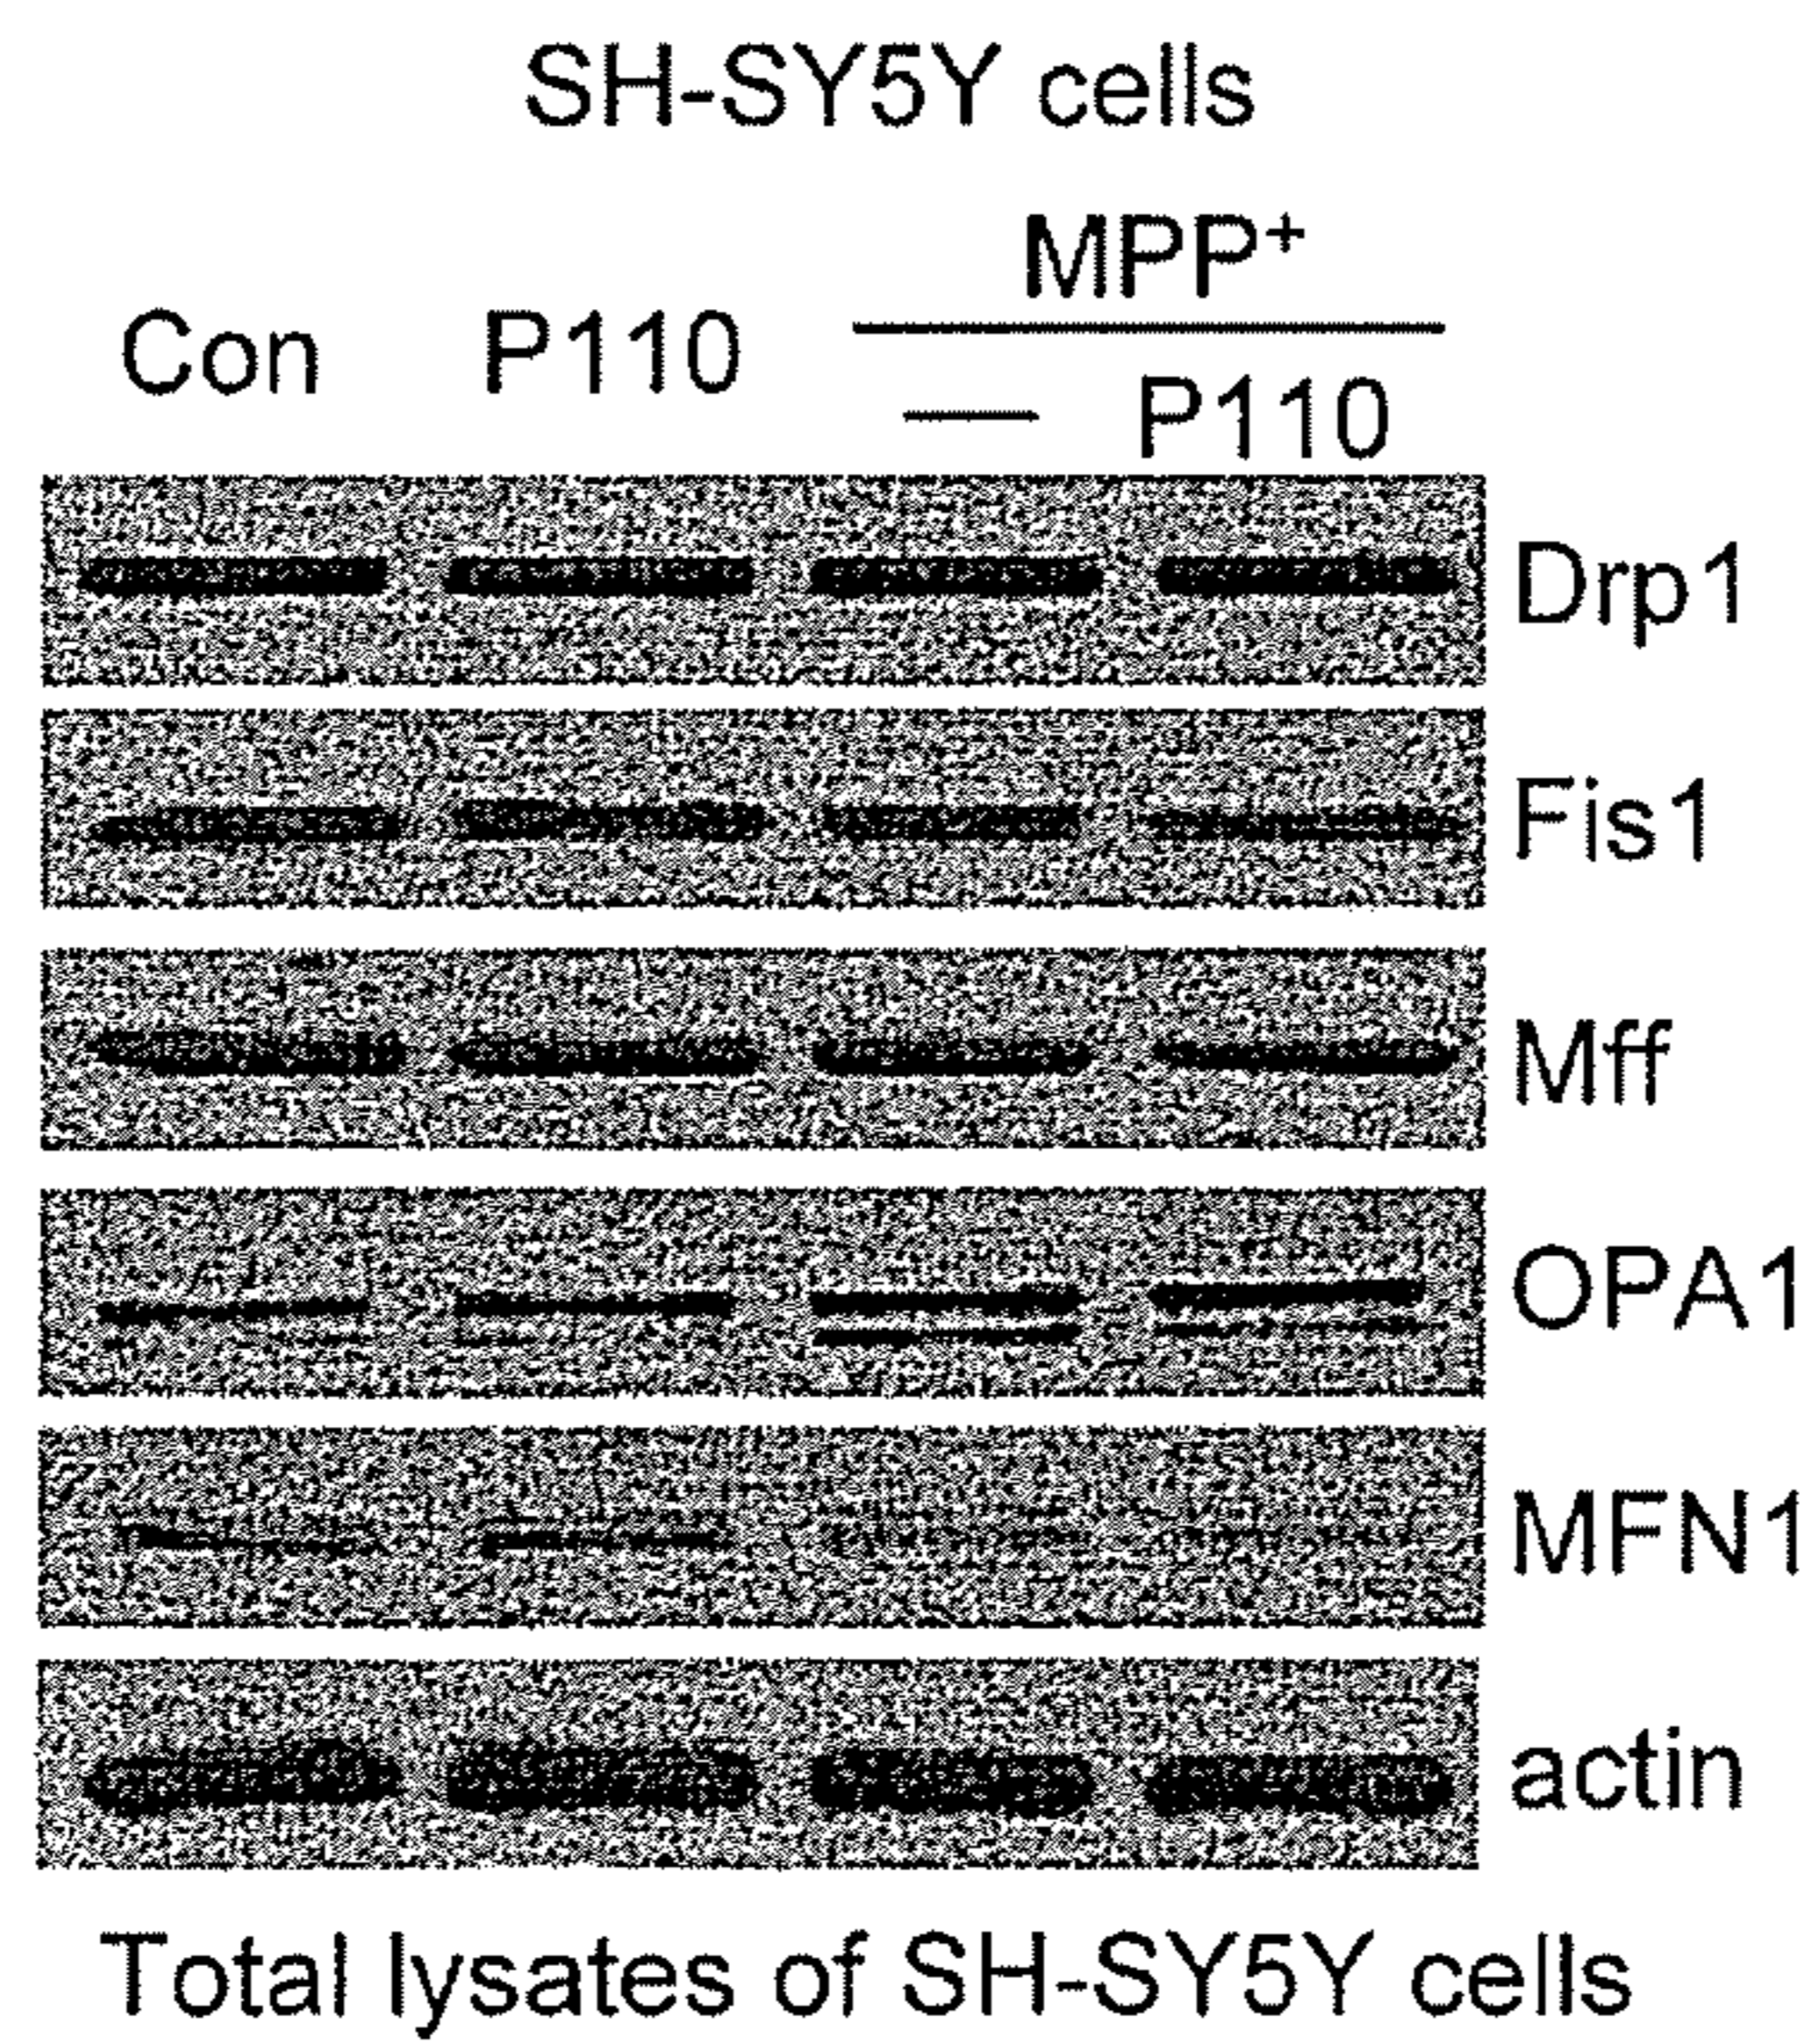 SH-SY5Y cells
MPP⁺
Con P110
— P110
Drp1
Fis1
Mff
OPA1
MFN1
actin
Total lysates of SH-SY5Y cells